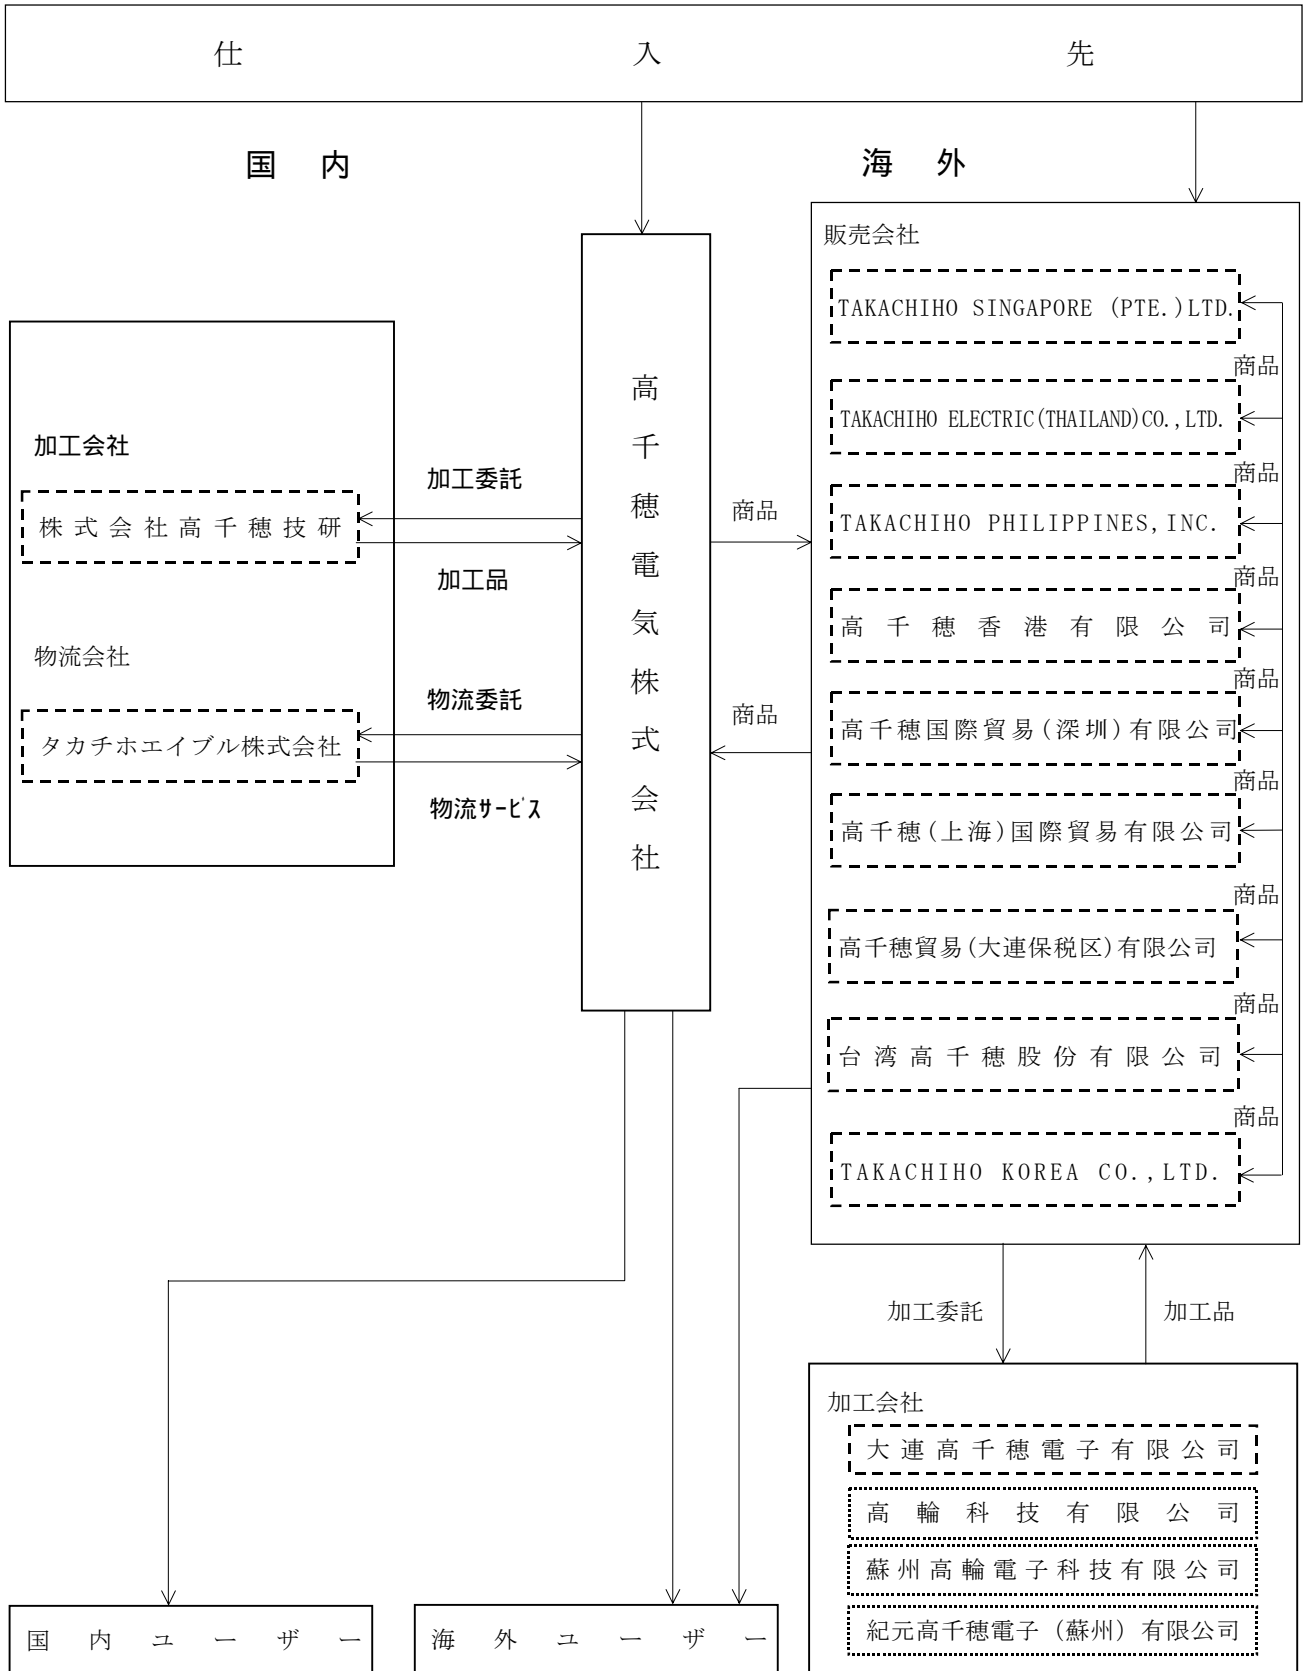 仕入先
国内
海外
販売会社
TAKACHIHO SINGAPORE (PTE.)LTD.
商品
TAKACHIHO ELECTRIC(THAILAND)CO.,LTD.
商品
TAKACHIHO PHILIPPINES,INC.
商品
高千穂香港有限公司
商品
高千穂国際貿易(深圳)有限公司
商品
高千穂(上海)国際貿易有限公司
商品
高千穂貿易(大連保税区)有限公司
商品
台湾高千穂股份有限公司
商品
TAKACHIHO KOREA CO.,LTD.
高千穂電気株式会社
商品
商品
加工会社
株式会社高千穂技研
加工委託
加工品
物流会社
タカチホエイブル株式会社
物流委託
物流ｻｰﾋﾞｽ
加工委託
加工品
加工会社
大連高千穂電子有限公司
高輪科技有限公司
蘇州高輪電子科技有限公司
紀元高千穂電子（蘇州）有限公司
国内ユーザー
海外ユーザー